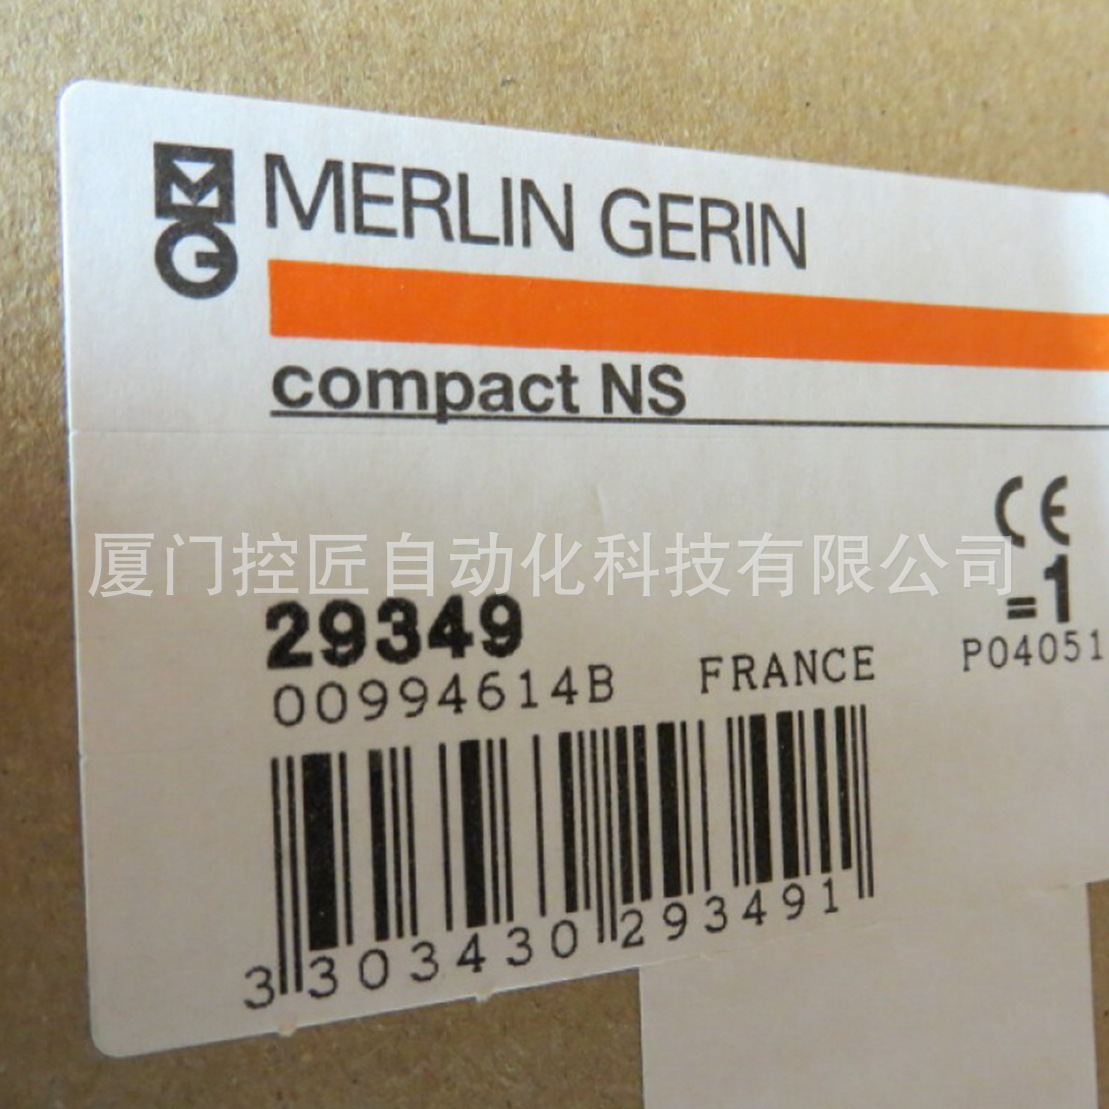 MERLIN GERIN
compact NS
CE
厦门控匠自动化科技有限公司
29349
=1
00994614B FRANCE P04051
3 303430 293491